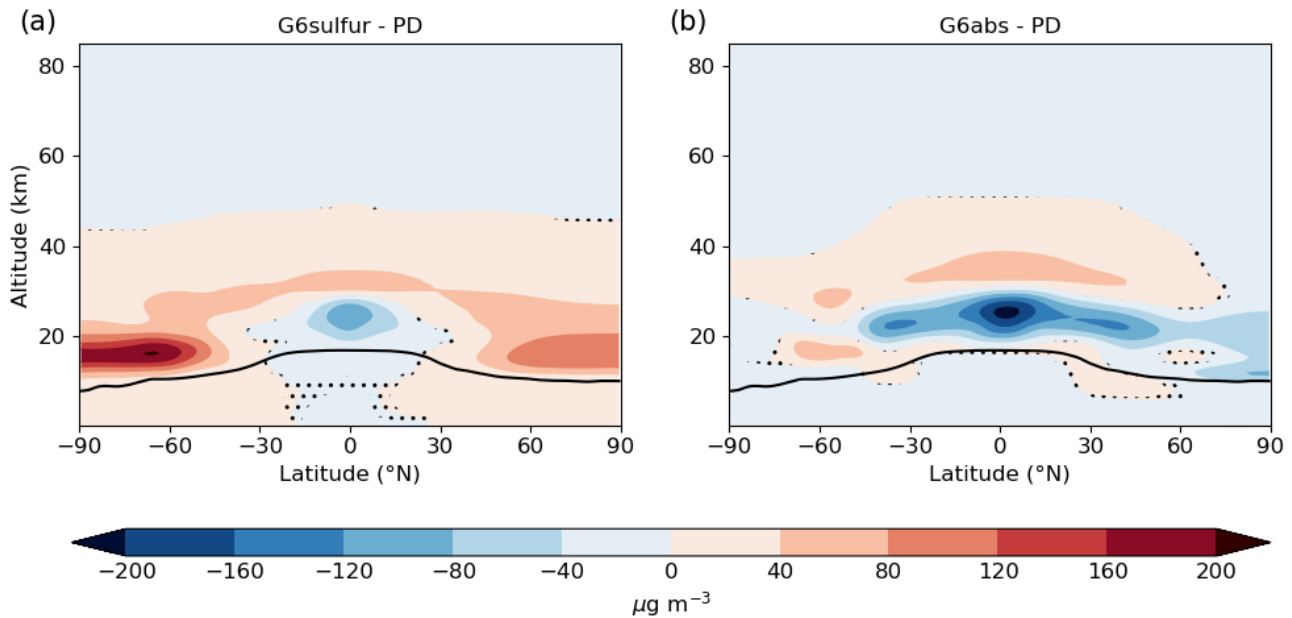 (a)
G6sulfur - PD
(b)
G6abs - PD
Altitude (km)
80
60
40
20
−90 −60 −30 0 30 60 90
Latitude (°N)
80
60
40
20
−90 −60 −30 0 30 60 90
Latitude (°N)
−200 −160 −120 −80 −40 0 40 80 120 160 200
μg m⁻³